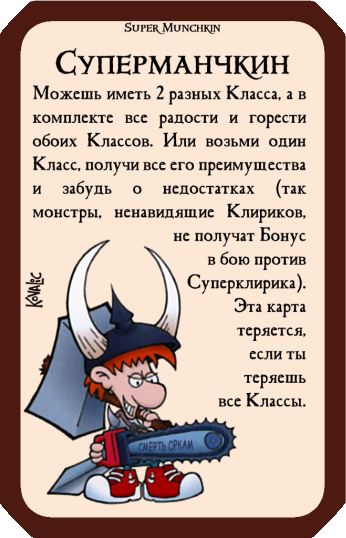 Super Munchkin
Суперманчкин
Можешь иметь 2 разных Класса, а в
комплекте все радости и горести
обоих Классов. Или возьми один
Класс, получи все его преимущества
и забудь о недостатках (так
монстры, ненавидящие Клириков,
не получат Бонус
в бою против
Суперклирика).
Эта карта
теряется,
если ты
теряешь
все Классы.
Kovalic
СМЕРТЬ ОРКАМ